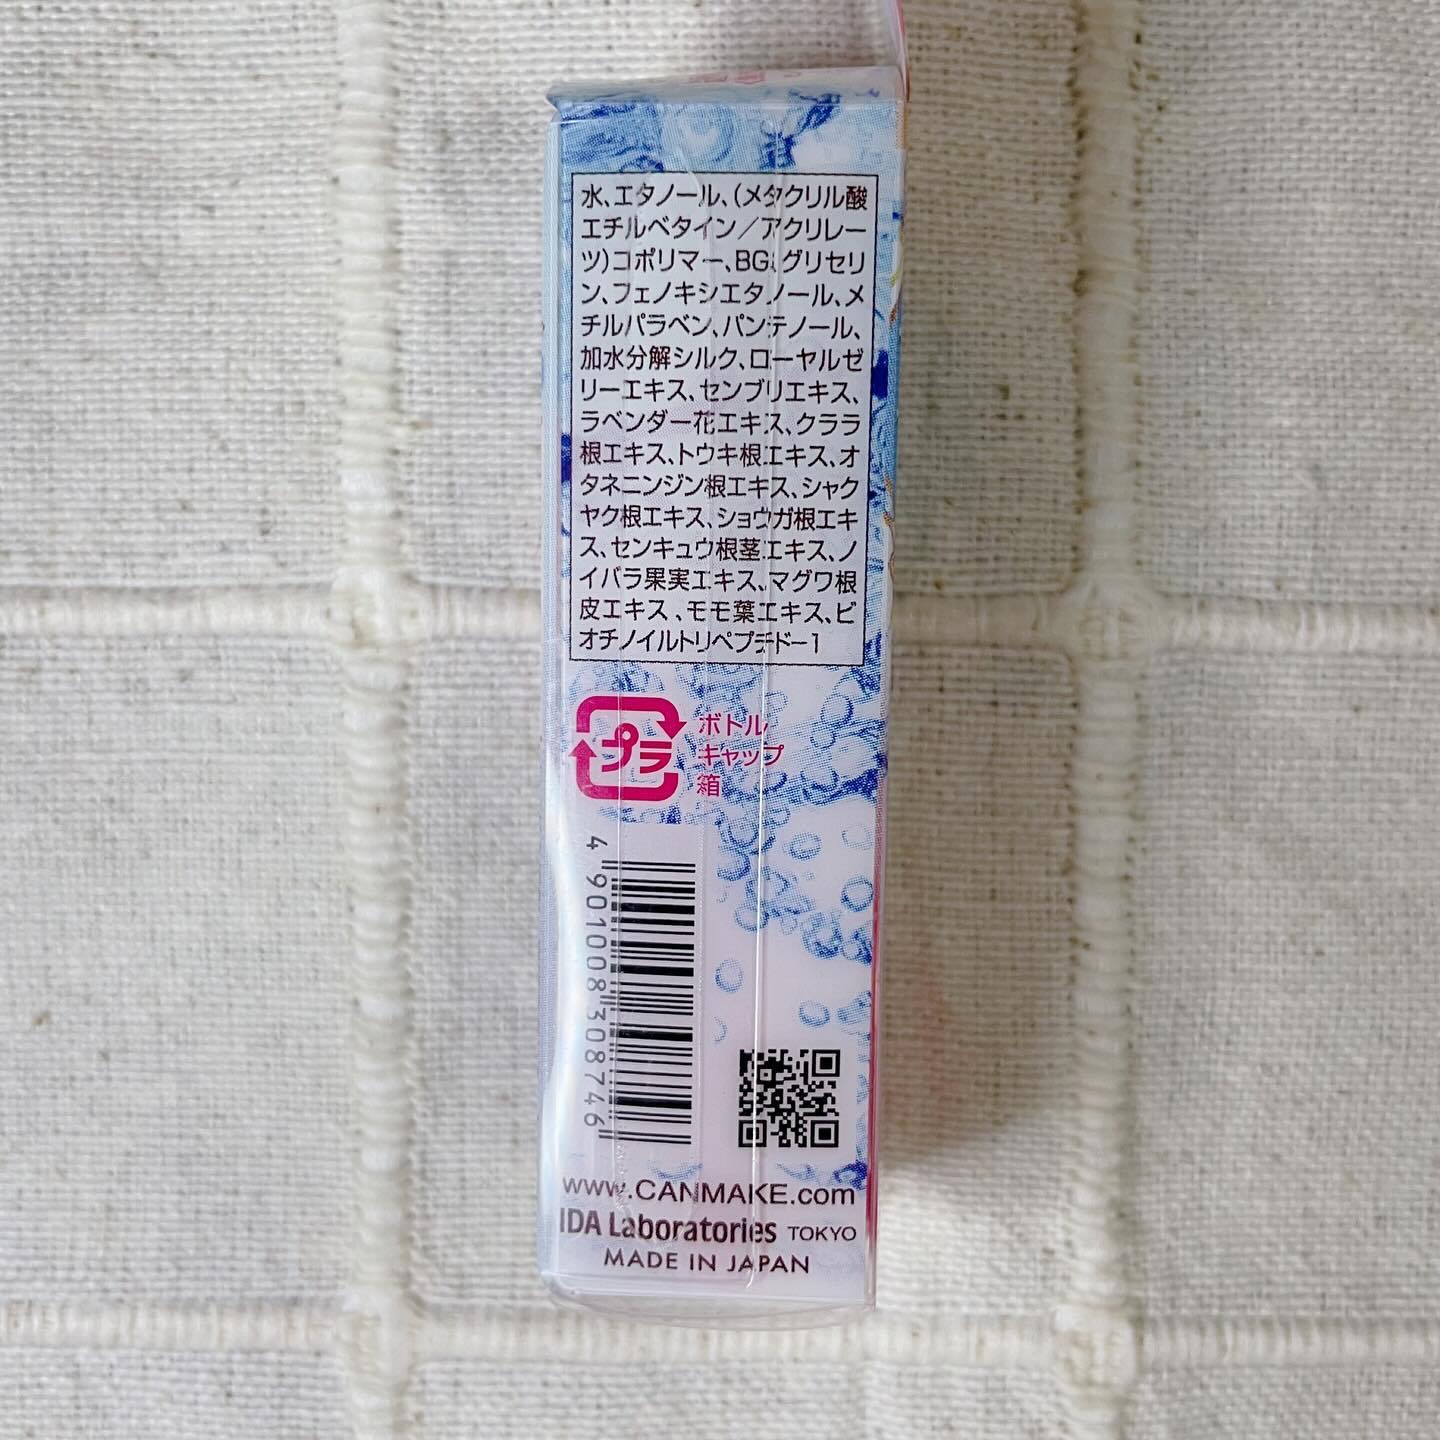 水、エタノール、(メタクリル酸
エチルベタイン／アクリレー
ツ)コポリマー、BG、グリセリ
ン、フェノキシエタノール、メ
チルパラベン、パンテノール、
加水分解シルク、ローヤルゼ
リーエキス、センブリエキス、
ラベンダー花エキス、クララ
根エキス、トウキ根エキス、オ
タネニンジン根エキス、シャク
ヤク根エキス、ショウガ根エキ
ス、センキュウ根茎エキス、ノ
イバラ果実エキス、マグワ根
皮エキス、モモ葉エキス、ビ
オチノイルトリペプチド-1
プラ
ボトル
キャップ
箱
4 901008 308746
www.CANMAKE.com
IDA Laboratories TOKYO
MADE IN JAPAN